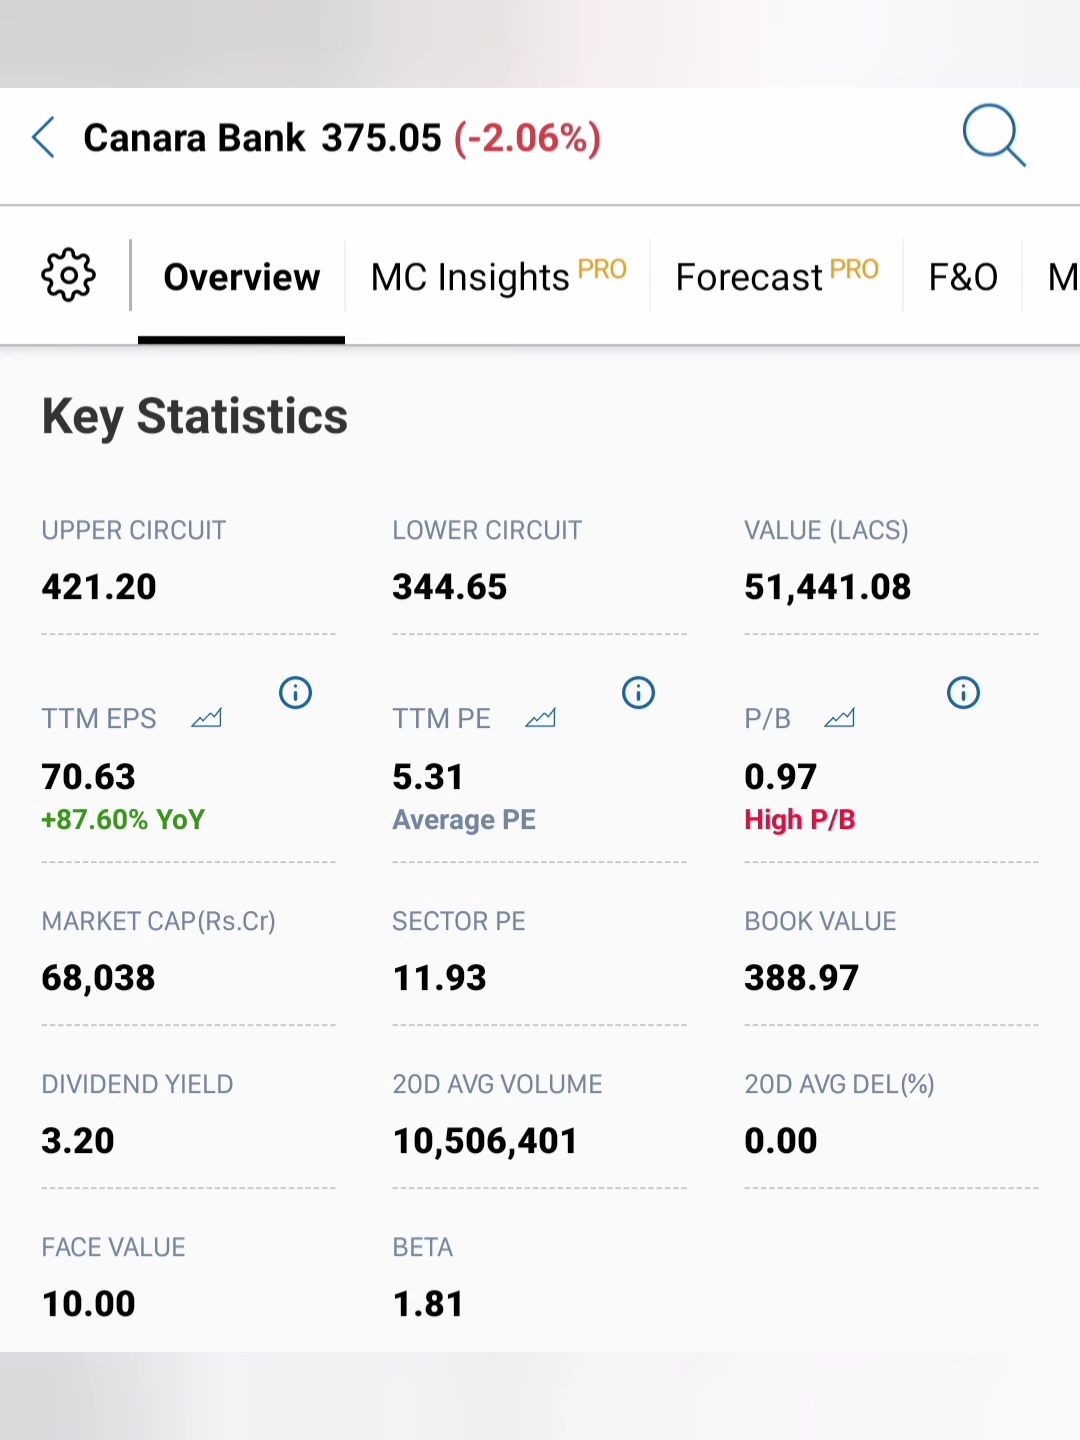 Canara Bank 375.05 (-2.06%)
Overview MC Insights PRO Forecast PRO F&O M
Key Statistics
UPPER CIRCUIT LOWER CIRCUIT VALUE (LACS)
421.20 344.65 51,441.08
TTM EPS TTM PE P/B
70.63 5.31 0.97
+87.60% YoY Average PE High P/B
MARKET CAP(Rs.Cr) SECTOR PE BOOK VALUE
68,038 11.93 388.97
DIVIDEND YIELD 20D AVG VOLUME 20D AVG DEL(%)
3.20 10,506,401 0.00
FACE VALUE BETA
10.00 1.81